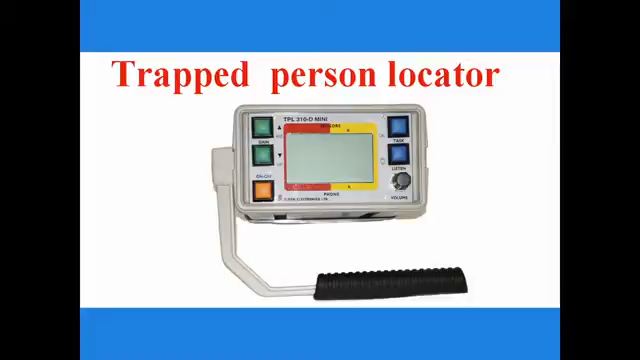 Trapped person locator
TPL 310-D MINI
GAIN
TASK
LISTEN
ON-OFF
PHONE
VOLUME